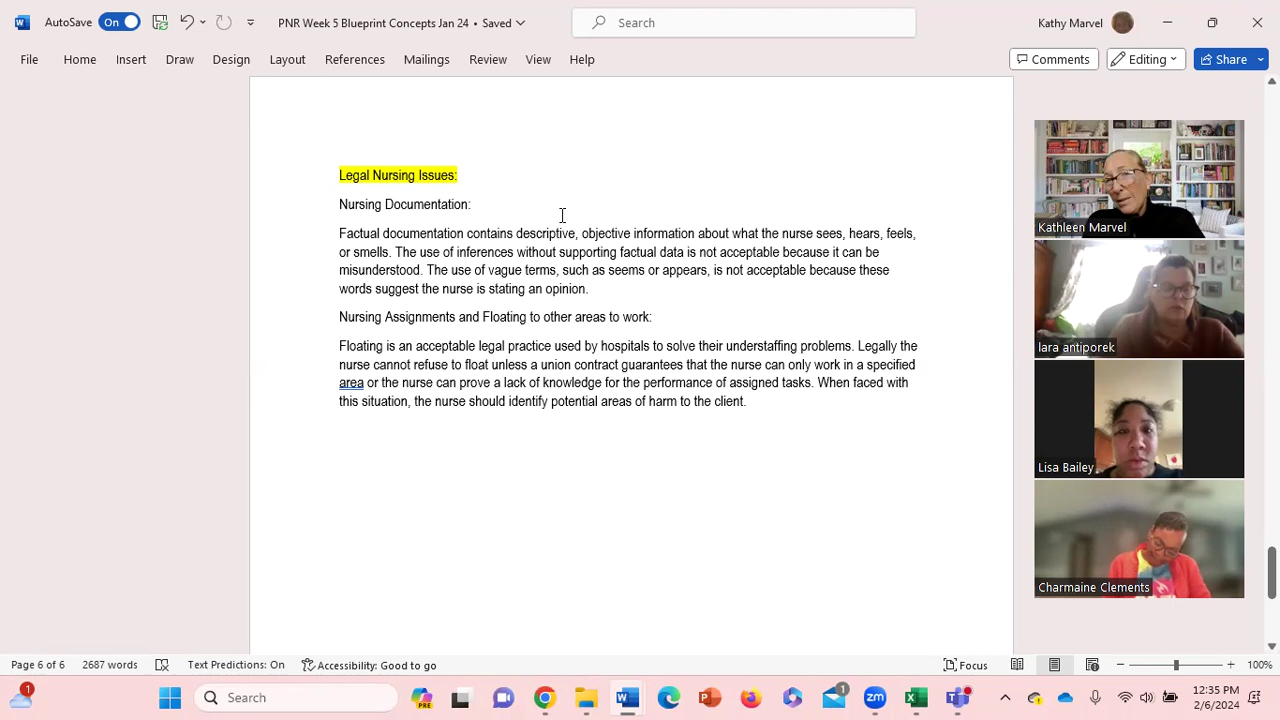 AutoSave On PNR Week 5 Blueprint Concepts Jan 24 • Saved Search Kathy Marvel
File Home Insert Draw Design Layout References Mailings Review View Help Comments Editing Share
Legal Nursing Issues:
Nursing Documentation:
Factual documentation contains descriptive, objective information about what the nurse sees, hears, feels,
or smells. The use of inferences without supporting factual data is not acceptable because it can be
misunderstood. The use of vague terms, such as seems or appears, is not acceptable because these
words suggest the nurse is stating an opinion.
Nursing Assignments and Floating to other areas to work:
Floating is an acceptable legal practice used by hospitals to solve their understaffing problems. Legally the
nurse cannot refuse to float unless a union contract guarantees that the nurse can only work in a specified
area or the nurse can prove a lack of knowledge for the performance of assigned tasks. When faced with
this situation, the nurse should identify potential areas of harm to the client.
Kathleen Marvel
lara antiporek
Lisa Bailey
Charmaine Clements
Page 6 of 6 2687 words Text Predictions: On Accessibility: Good to go Focus 100%
1 Search PRE 1 zm 12:35 PM
2/6/2024